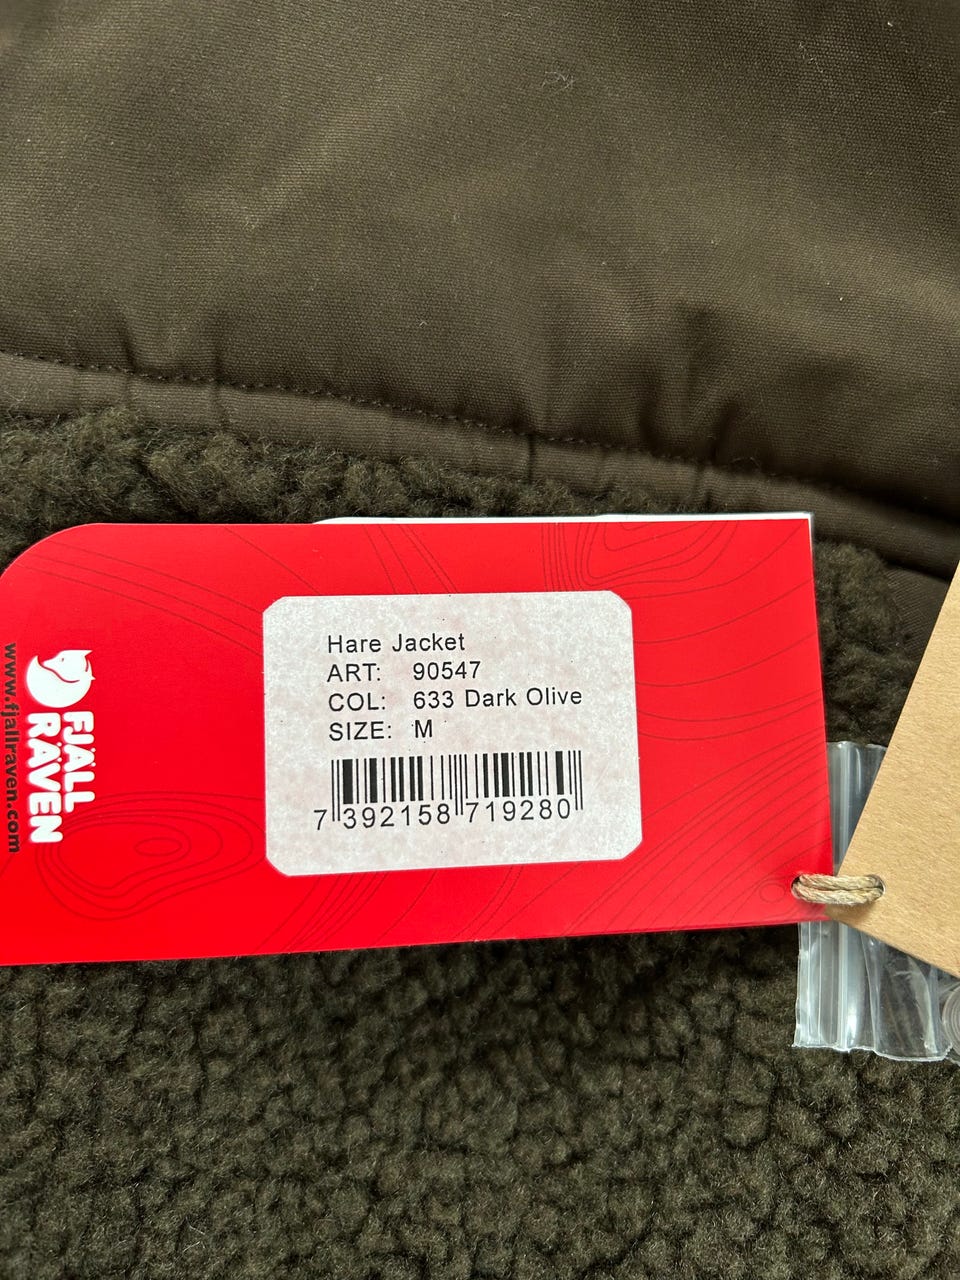 Hare Jacket
ART: 90547
COL: 633 Dark Olive
SIZE: M
7 392158 719280
FJÄLL
RÄVEN
www.fjallraven.com